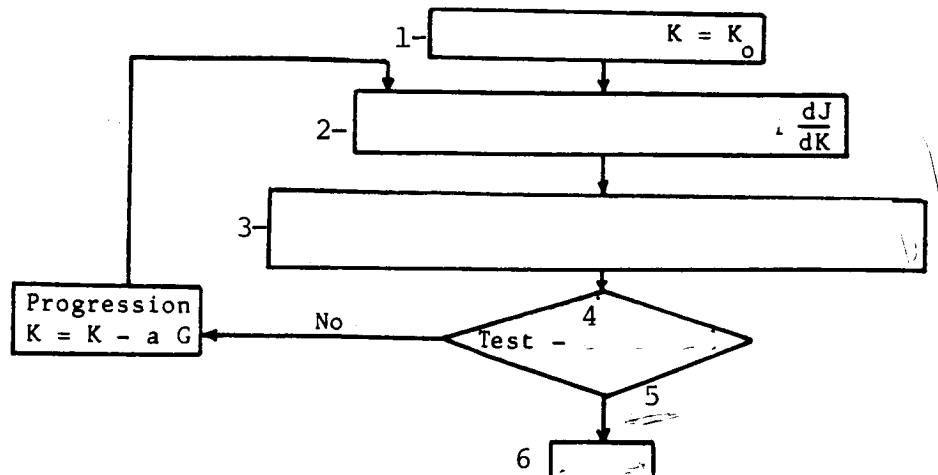 1-
K = K₀
2-
dJ
dK
3-
Progression
K = K - a G
No
4
Test -
5
6